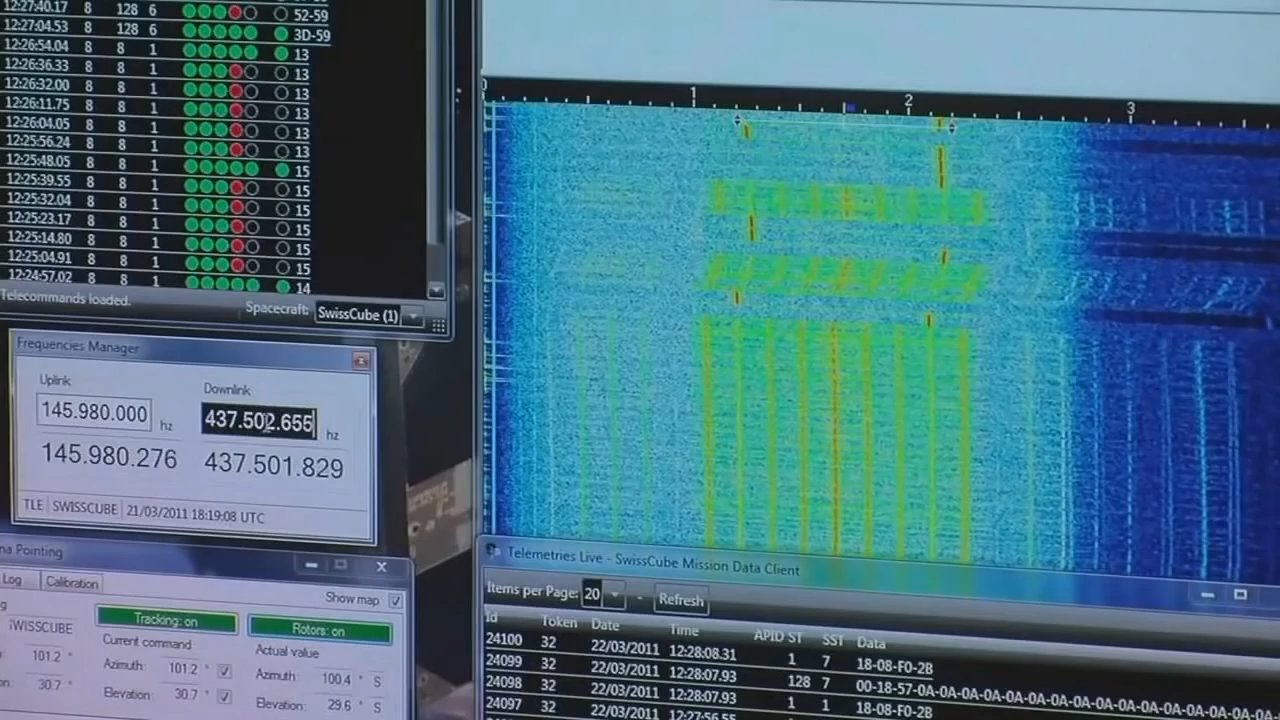 12:27:40.17 8 128 6 52-59
12:27:04.53 8 128 6 3D-59
12:26:54.04 8 8 1 13
12:26:36.33 8 8 1 13
12:26:32.00 8 8 1 13
12:26:11.75 8 8 1 13
12:26:04.05 8 8 1 13
12:25:56.24 8 8 1 13
12:25:48.05 8 8 1 15
12:25:39.55 8 8 1 15
12:25:32.04 8 8 1 15
12:25:23.17 8 8 1 15
12:25:14.80 8 8 1 15
12:25:04.91 8 8 1 15
12:24:57.02 8 8 1 14
Telecommands loaded.
Spacecraft: SwissCube (1)
1 2 3
Frequencies Manager
Uplink Downlink
145.980.000 hz 437.502.655 hz
145.980.276 437.501.829
TLE SWISSCUBE 21/03/2011 18:19:08 UTC
na Pointing
Log Calibration
Show map
Tracking: on Rotors: on
SWISSCUBE Current command Actual value
101.2 ° Azimuth: 101.2 ° Azimuth: 100.4 ° S
30.7 ° Elevation: 30.7 ° Elevation: 29.6 ° S
Telemetries Live - SwissCube Mission Data Client
Items per Page: 20 - Refresh
Id Token Date Time APID ST SST Data
24100 32 22/03/2011 12:28:08.31 1 7 18-08-F0-2B
24099 32 22/03/2011 12:28:07.93 128 7 00-18-57-0A-0A-0A-0A-0A-0A-0A-0A-0A-0A-0A-0A-0A
24098 32 22/03/2011 12:28:07.93 1 1 18-08-F0-2B
24097 32 22/03/2011 12:27:56.55